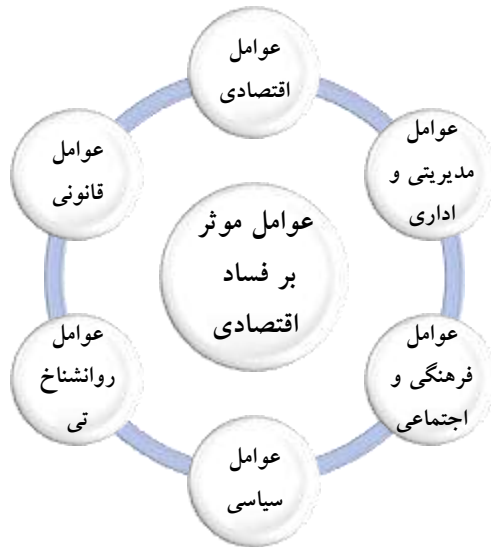 عوامل
اقتصادی
عوامل
مدیریتی و
اداری
عوامل
فرهنگی و
اجتماعی
عوامل
سیاسی
عوامل
روانشناخ
تی
عوامل
قانونی
عوامل موثر
بر فساد
اقتصادی